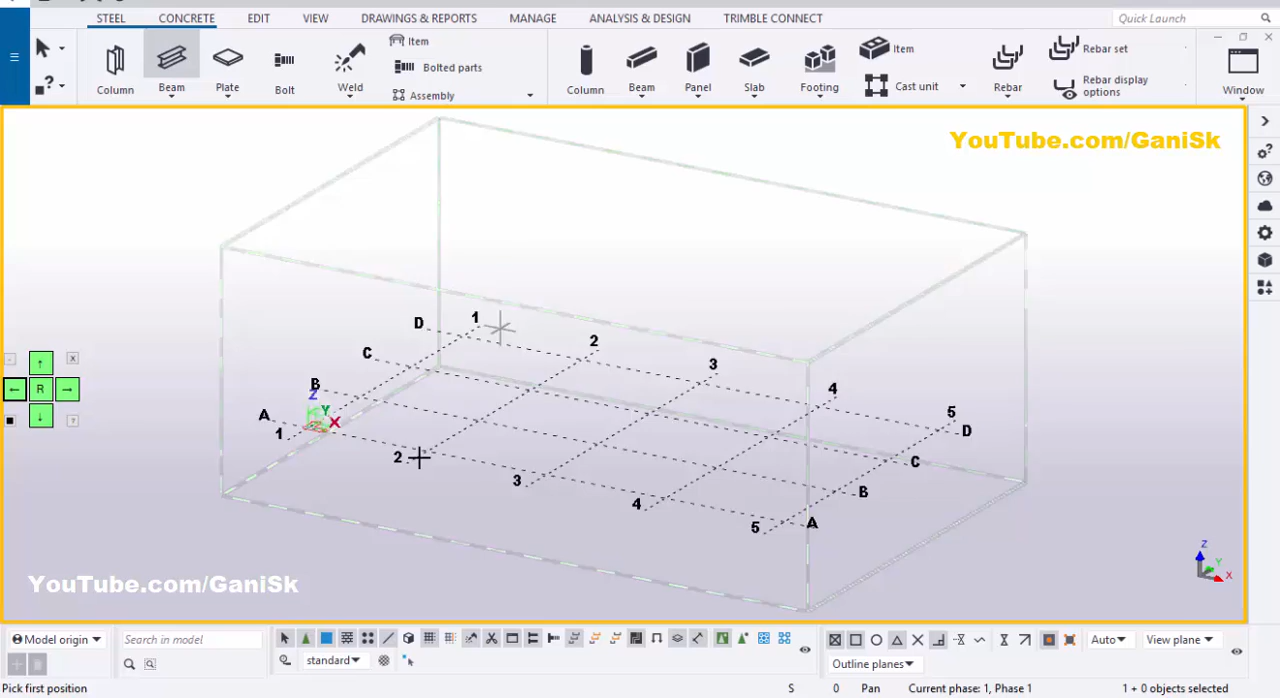 STEEL CONCRETE EDIT VIEW DRAWINGS & REPORTS MANAGE ANALYSIS & DESIGN TRIMBLE CONNECT Quick Launch
Column Beam Plate Bolt Weld
Item
Bolted parts
Assembly
Column Beam Panel Slab Footing
Item
Cast unit
Rebar
Rebar set
Rebar display
options
Window
YouTube.com/GaniSk
D 1
2
C
3
B
4
Z
Y
X
A
1
5
D
2
C
3
B
4
5 A
R
X
?
Z
Y
X
YouTube.com/GaniSk
Model origin Search in model
standard
Auto View plane
Outline planes
Pick first position S 0 Pan Current phase: 1, Phase 1 1 + 0 objects selected